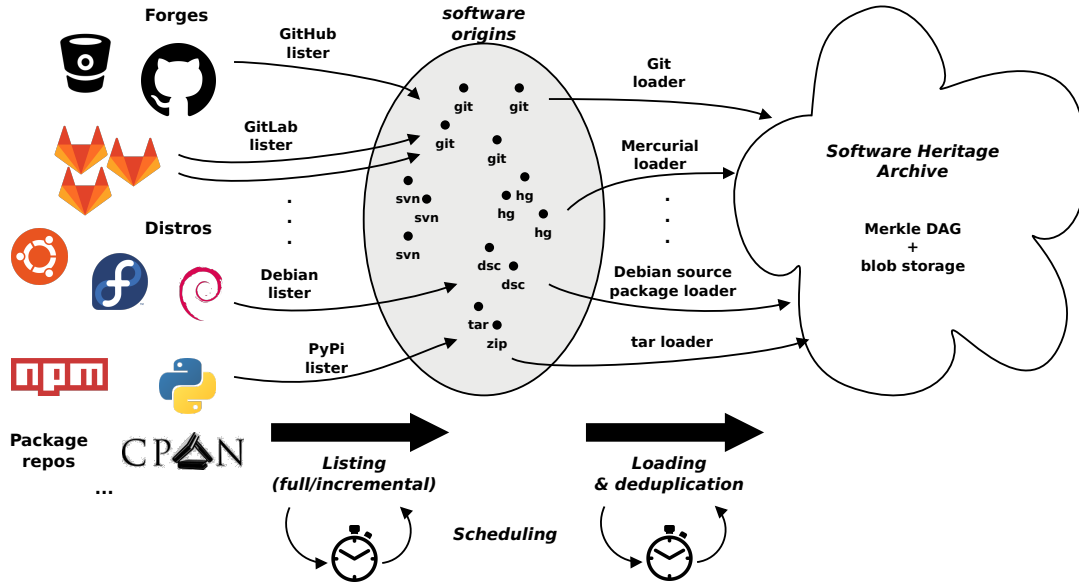 Forges
GitHub
lister
GitLab
lister
.
.
.
Distros
Debian
lister
PyPi
lister
npm
Package
repos
CPAN
...
software
origins
git
git
git
git
svn
svn
svn
hg
hg
hg
dsc
dsc
tar
zip
Git
loader
Mercurial
loader
.
.
.
Debian source
package loader
tar loader
Software Heritage
Archive
Merkle DAG
+
blob storage
Listing
(full/incremental)
Scheduling
Loading
& deduplication